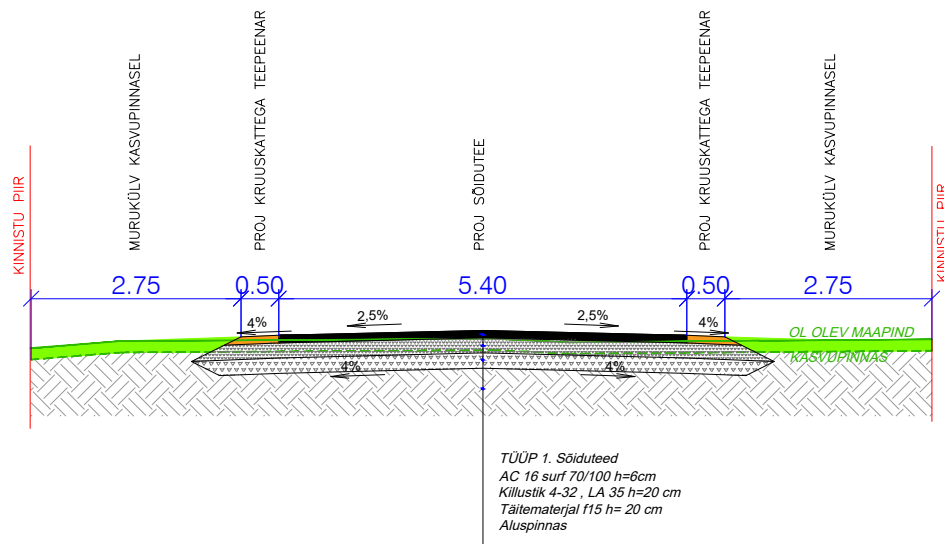 KINNISTU PIIR
MURUKÜLV KASVUPINNASEL
PROJ KRUUSKATTEGA TEEPEENAR
PROJ SÕIDUTEE
PROJ KRUUSKATTEGA TEEPEENAR
MURUKÜLV KASVUPINNASEL
KINNISTU PIIR
2.75
0.50
5.40
0.50
2.75
4%
2,5%
2,5%
4%
OL OLEV MAAPIND
KASVUPINNAS
4%
4%
TÜÜP 1. Sõiduteed
AC 16 surf 70/100 h=6cm
Killustik 4-32 , LA 35 h=20 cm
Täitematerjal f15 h= 20 cm
Aluspinnas